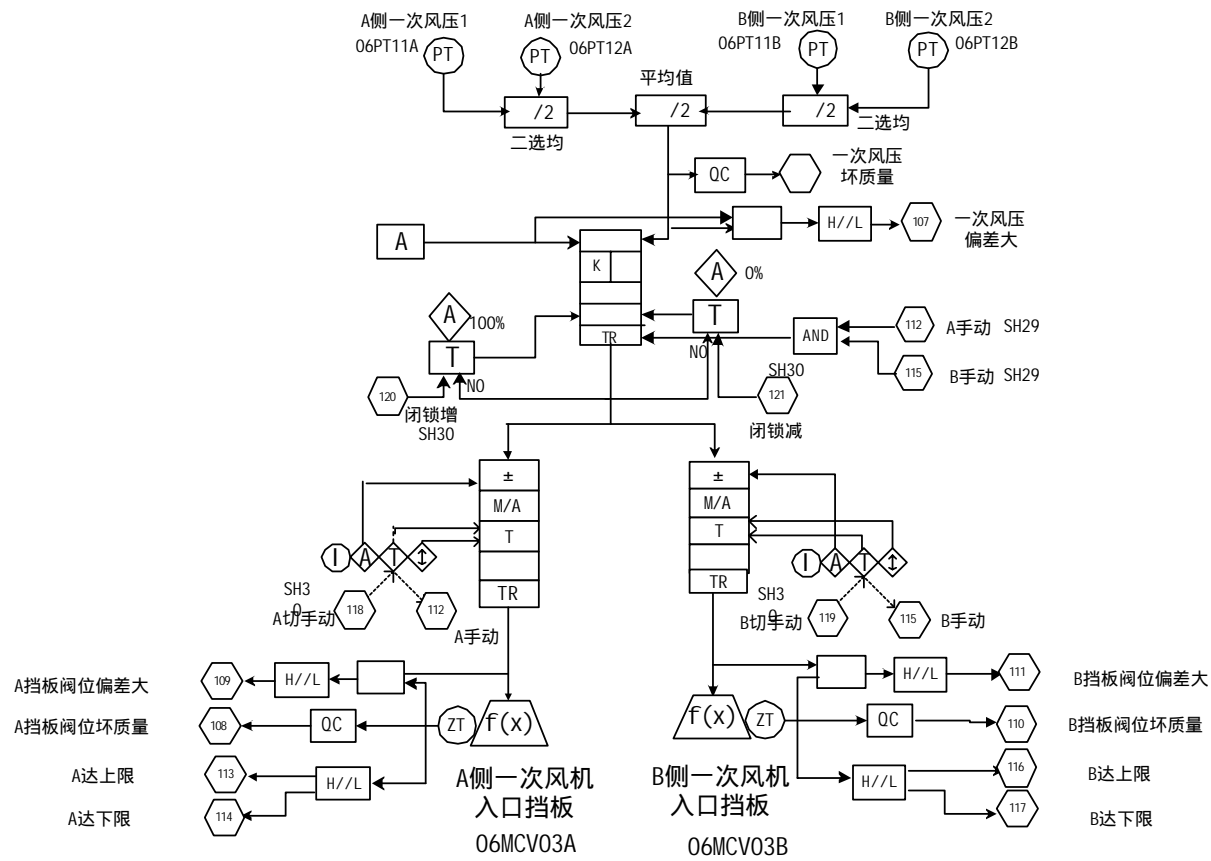 A侧一次风压1
A侧一次风压2
B侧一次风压1
B侧一次风压2
06PT11A
06PT12A
06PT11B
06PT12B
PT
PT
PT
PT
平均值
/2
/2
/2
二选均
二选均
QC
一次风压
坏质量
A
H//L
107
一次风压
偏差大
K
A
0%
A
100%
T
T
TR
NO
AND
112
A手动 SH29
NO
SH30
115
B手动 SH29
120
121
闭锁增
SH30
闭锁减
±
M/A
T
TR
±
M/A
T
TR
I
A
T
I
A
T
SH3
0
A切手动
118
112
A手动
SH3
0
B切手动
119
115
B手动
A挡板阀位偏差大
109
H//L
H//L
111
B挡板阀位偏差大
A挡板阀位坏质量
108
QC
ZT
f(x)
f(x)
ZT
QC
110
B挡板阀位坏质量
A达上限
113
H//L
A达下限
114
H//L
116
B达上限
117
B达下限
A侧一次风机
入口挡板
06MCV03A
B侧一次风机
入口挡板
06MCV03B